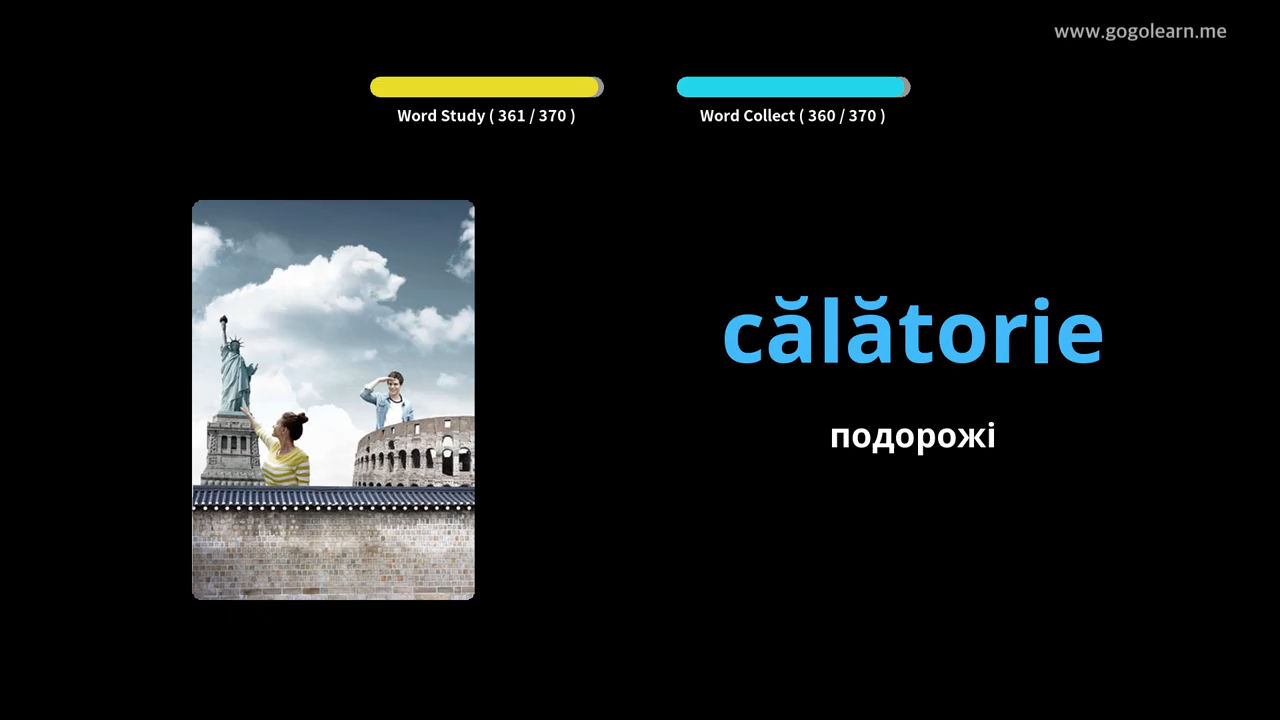 www.gogolearn.me
Word Study ( 361 / 370 )
Word Collect ( 360 / 370 )
călătorie
подорожі